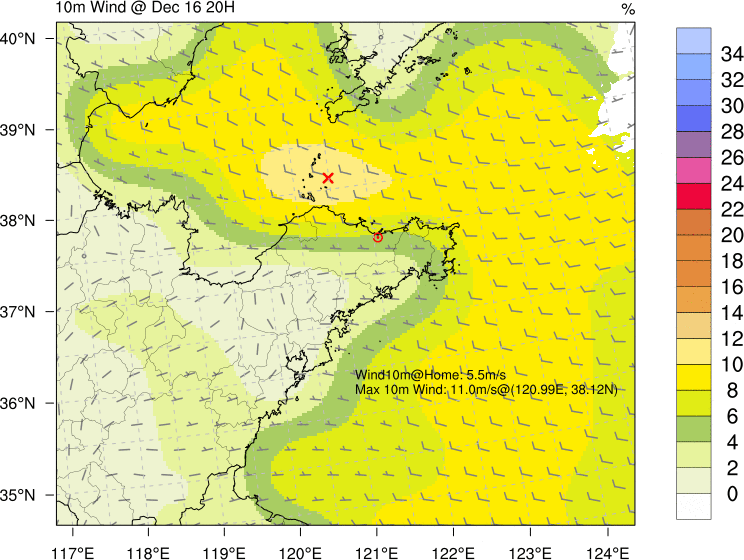 10m Wind @ Dec 16 20H
%
40°N
39°N
38°N
37°N
36°N
35°N
117°E
118°E
119°E
120°E
121°E
122°E
123°E
124°E
Wind10m@Home: 5.5m/s
Max 10m Wind: 11.0m/s@(120.99E, 38.12N)
34
32
30
28
26
24
22
20
18
16
14
12
10
8
6
4
2
0